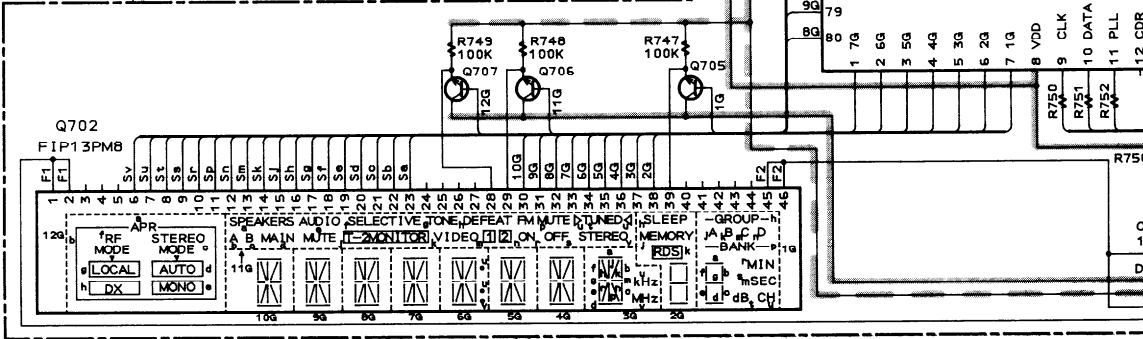 9G 79
8G 80
1 7G
2 6G
3 5G
4 4G
5 3G
6 2G
7 1G
8 VDD
9 CLK
10 DATA
11 PLL
12 CDR
R749
100K
R748
100K
R747
100K
Q707
Q706
Q705
12G
11G
1G
R750
R751
R752
R750
Q702
FIP13PM8
F1 F1 Sv Su St Ss Sr Sp Sn Sm Sk Sj Sh Sg Sf Se Sd Sc Sb Sa 10G 9G 8G 7G 6G 5G 4G 3G 2G F2 F2
1 2 3 4 5 6 7 8 9 10 11 12 13 14 15 16 17 18 19 20 21 22 23 24 25 26 27 28 29 30 31 32 33 34 35 36 37 38 39 40 41 42 43 44 45 46
12G
APR
RF
MODE
STEREO
MODE
LOCAL
AUTO
DX
MONO
SPEAKERS AUDIO SELECTIVE TONE DEFEAT FM MUTE TUNED SLEEP
GROUP
A B MAIN MUTE T-2MONITOR VIDEO 1 2 ON OFF STEREO MEMORY
A B C D
BANK
1G
11G
RDS
kHz
MHz
MIN
mSEC
dB CH
10G 9G 8G 7G 6G 5G 4G 3G 2G